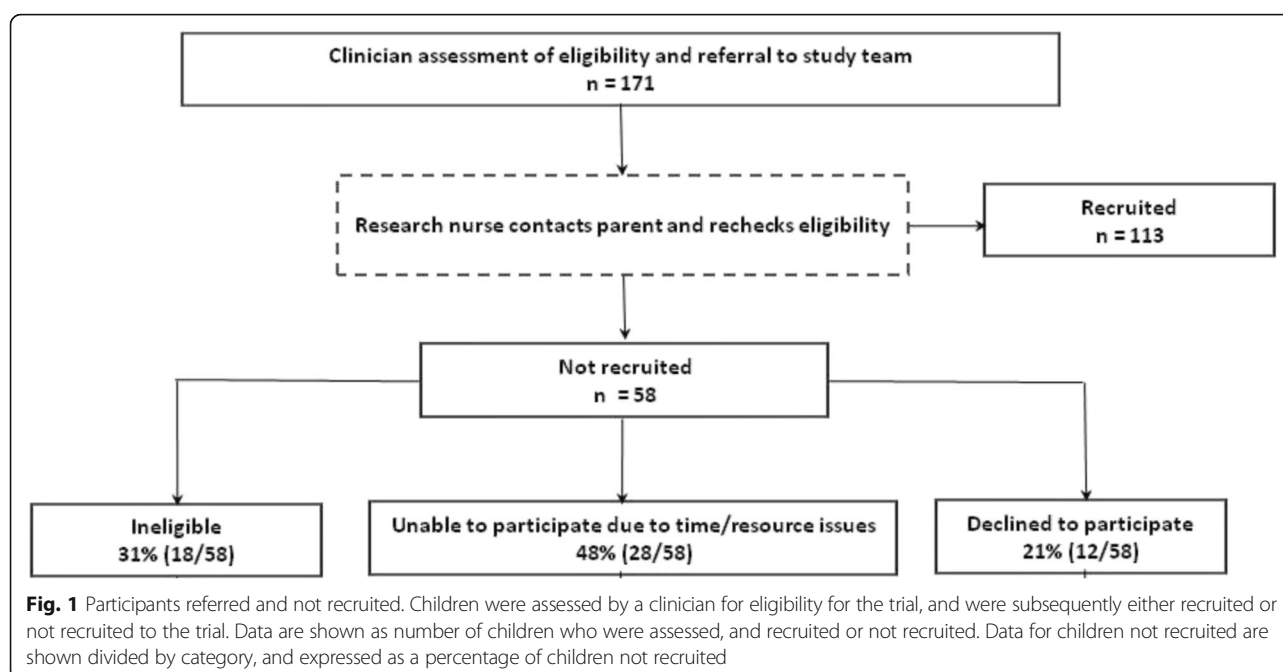 Clinician assessment of eligibility and referral to study team
n = 171
Research nurse contacts parent and rechecks eligibility
Recruited
n = 113
Not recruited
n = 58
Ineligible
31% (18/58)
Unable to participate due to time/resource issues
48% (28/58)
Declined to participate
21% (12/58)
Fig. 1 Participants referred and not recruited. Children were assessed by a clinician for eligibility for the trial, and were subsequently either recruited or
not recruited to the trial. Data are shown as number of children who were assessed, and recruited or not recruited. Data for children not recruited are
shown divided by category, and expressed as a percentage of children not recruited